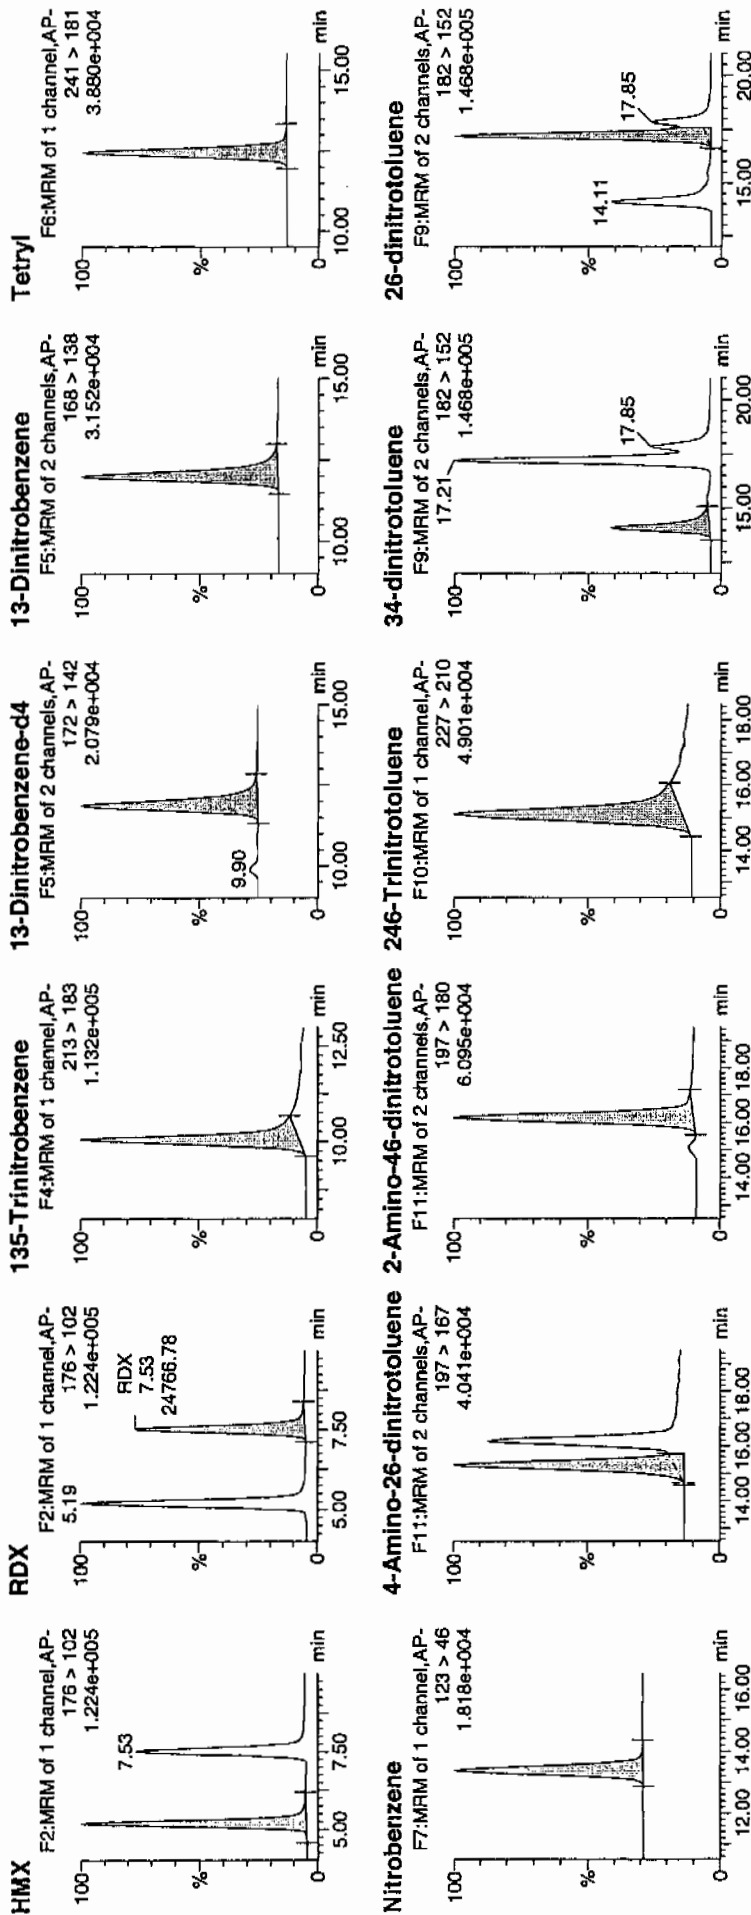 HMX
F2:MRM of 1 channel,AP-
176 > 102
1.224e+005
100
%
0
7.53
5.00
7.50
min
RDX
F2:MRM of 1 channel,AP-
176 > 102
1.224e+005
100
%
0
5.19
RDX
7.53
24766.78
5.00
7.50
min
135-Trinitrobenzene
F4:MRM of 1 channel,AP-
213 > 183
1.132e+005
100
%
0
10.00
12.50
min
13-Dinitrobenzene-d4
F5:MRM of 2 channels,AP-
172 > 142
2.079e+004
100
%
0
9.90
10.00
15.00
min
13-Dinitrobenzene
F5:MRM of 2 channels,AP-
168 > 138
3.152e+004
100
%
0
10.00
15.00
min
Tetryl
F6:MRM of 1 channel,AP-
241 > 181
3.880e+004
100
%
0
10.00
15.00
min
Nitrobenzene
F7:MRM of 1 channel,AP-
123 > 46
1.818e+004
100
%
0
12.00
14.00
16.00
min
4-Amino-26-dinitrotoluene
F11:MRM of 2 channels,AP-
197 > 167
4.041e+004
100
%
0
14.00
16.00
18.00
min
2-Amino-46-dinitrotoluene
F11:MRM of 2 channels,AP-
197 > 180
6.095e+004
100
%
0
14.00
16.00
18.00
min
246-Trinitrotoluene
F10:MRM of 1 channel,AP-
227 > 210
4.901e+004
100
%
0
14.00
16.00
18.00
min
34-dinitrotoluene
F9:MRM of 2 channels,AP-
182 > 152
1.468e+005
100
%
0
17.21
17.85
15.00
20.00
min
26-dinitrotoluene
F9:MRM of 2 channels,AP-
182 > 152
1.468e+005
100
%
0
14.11
17.85
15.00
20.00
min